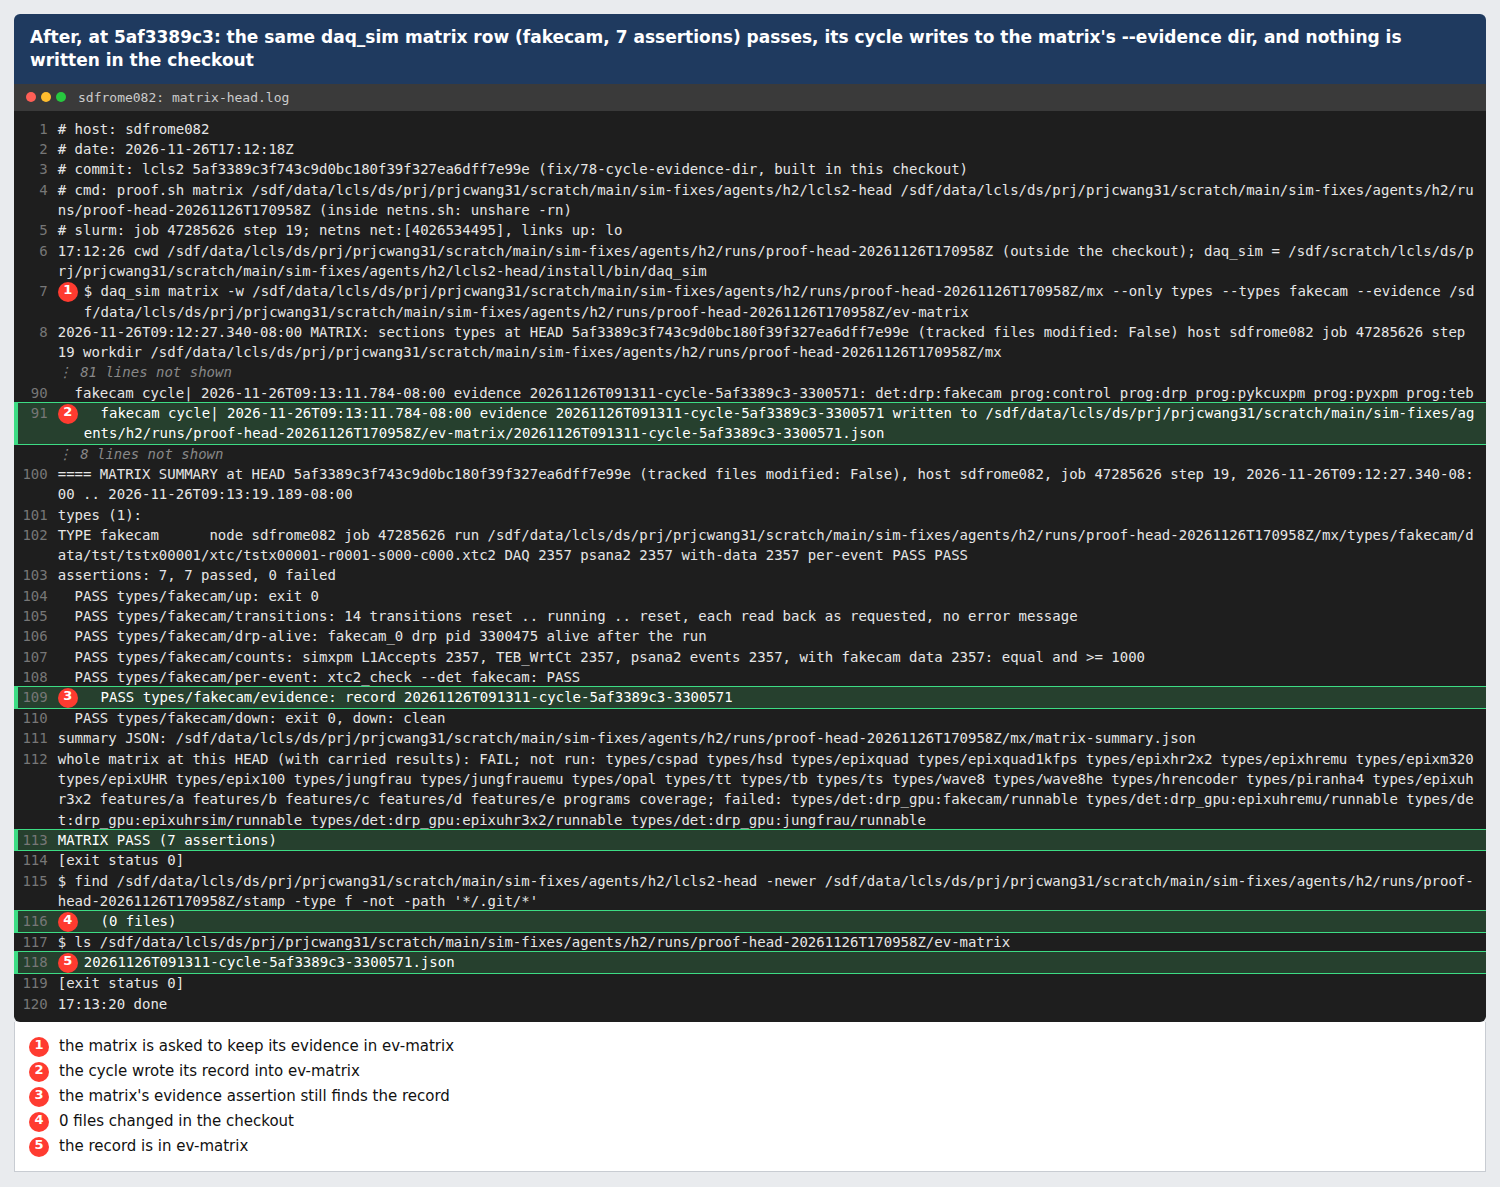 After, at 5af3389c3: the same daq_sim matrix row (fakecam, 7 assertions) passes, its cycle writes to the matrix's --evidence dir, and nothing is
written in the checkout
sdfrome082: matrix-head.log
1 # host: sdfrome082
2 # date: 2026-11-26T17:12:18Z
3 # commit: lcls2 5af3389c3f743c9d0bc180f39f327ea6dff7e99e (fix/78-cycle-evidence-dir, built in this checkout)
4 # cmd: proof.sh matrix /sdf/data/lcls/ds/prj/prjcwang31/scratch/main/sim-fixes/agents/h2/lcls2-head /sdf/data/lcls/ds/prj/prjcwang31/scratch/main/sim-fixes/agents/h2/ru
ns/proof-head-20261126T170958Z (inside netns.sh: unshare -rn)
5 # slurm: job 47285626 step 19; netns net:[4026534495], links up: lo
6 17:12:26 cwd /sdf/data/lcls/ds/prj/prjcwang31/scratch/main/sim-fixes/agents/h2/runs/proof-head-20261126T170958Z (outside the checkout); daq_sim = /sdf/scratch/lcls/ds/p
rj/prjcwang31/scratch/main/sim-fixes/agents/h2/lcls2-head/install/bin/daq_sim
7 1 $ daq_sim matrix -w /sdf/data/lcls/ds/prj/prjcwang31/scratch/main/sim-fixes/agents/h2/runs/proof-head-20261126T170958Z/mx --only types --types fakecam --evidence /sd
f/data/lcls/ds/prj/prjcwang31/scratch/main/sim-fixes/agents/h2/runs/proof-head-20261126T170958Z/ev-matrix
8 2026-11-26T09:12:27.340-08:00 MATRIX: sections types at HEAD 5af3389c3f743c9d0bc180f39f327ea6dff7e99e (tracked files modified: False) host sdfrome082 job 47285626 step
19 workdir /sdf/data/lcls/ds/prj/prjcwang31/scratch/main/sim-fixes/agents/h2/runs/proof-head-20261126T170958Z/mx
⋮ 81 lines not shown
90 fakecam cycle| 2026-11-26T09:13:11.784-08:00 evidence 20261126T091311-cycle-5af3389c3-3300571: det:drp:fakecam prog:control prog:drp prog:pykcuxpm prog:pyxpm prog:teb
91 2 fakecam cycle| 2026-11-26T09:13:11.784-08:00 evidence 20261126T091311-cycle-5af3389c3-3300571 written to /sdf/data/lcls/ds/prj/prjcwang31/scratch/main/sim-fixes/ag
ents/h2/runs/proof-head-20261126T170958Z/ev-matrix/20261126T091311-cycle-5af3389c3-3300571.json
⋮ 8 lines not shown
100 ==== MATRIX SUMMARY at HEAD 5af3389c3f743c9d0bc180f39f327ea6dff7e99e (tracked files modified: False), host sdfrome082, job 47285626 step 19, 2026-11-26T09:12:27.340-08:
00 .. 2026-11-26T09:13:19.189-08:00
101 types (1):
102 TYPE fakecam      node sdfrome082 job 47285626 run /sdf/data/lcls/ds/prj/prjcwang31/scratch/main/sim-fixes/agents/h2/runs/proof-head-20261126T170958Z/mx/types/fakecam/d
ata/tst/tstx00001/xtc/tstx00001-r0001-s000-c000.xtc2 DAQ 2357 psana2 2357 with-data 2357 per-event PASS PASS
103 assertions: 7, 7 passed, 0 failed
104 PASS types/fakecam/up: exit 0
105 PASS types/fakecam/transitions: 14 transitions reset .. running .. reset, each read back as requested, no error message
106 PASS types/fakecam/drp-alive: fakecam_0 drp pid 3300475 alive after the run
107 PASS types/fakecam/counts: simxpm L1Accepts 2357, TEB_WrtCt 2357, psana2 events 2357, with fakecam data 2357: equal and >= 1000
108 PASS types/fakecam/per-event: xtc2_check --det fakecam: PASS
109 3 PASS types/fakecam/evidence: record 20261126T091311-cycle-5af3389c3-3300571
110 PASS types/fakecam/down: exit 0, down: clean
111 summary JSON: /sdf/data/lcls/ds/prj/prjcwang31/scratch/main/sim-fixes/agents/h2/runs/proof-head-20261126T170958Z/mx/matrix-summary.json
112 whole matrix at this HEAD (with carried results): FAIL; not run: types/cspad types/hsd types/epixquad types/epixquad1kfps types/epixhr2x2 types/epixhremu types/epixm320
types/epixUHR types/epix100 types/jungfrau types/jungfrauemu types/opal types/tt types/tb types/ts types/wave8 types/wave8he types/hrencoder types/piranha4 types/epixuh
r3x2 features/a features/b features/c features/d features/e programs coverage; failed: types/det:drp_gpu:fakecam/runnable types/det:drp_gpu:epixuhremu/runnable types/de
t:drp_gpu:epixuhrsim/runnable types/det:drp_gpu:epixuhr3x2/runnable types/det:drp_gpu:jungfrau/runnable
113 MATRIX PASS (7 assertions)
114 [exit status 0]
115 $ find /sdf/data/lcls/ds/prj/prjcwang31/scratch/main/sim-fixes/agents/h2/lcls2-head -newer /sdf/data/lcls/ds/prj/prjcwang31/scratch/main/sim-fixes/agents/h2/runs/proof-
head-20261126T170958Z/stamp -type f -not -path '*/.git/*'
116 4 (0 files)
117 $ ls /sdf/data/lcls/ds/prj/prjcwang31/scratch/main/sim-fixes/agents/h2/runs/proof-head-20261126T170958Z/ev-matrix
118 5 20261126T091311-cycle-5af3389c3-3300571.json
119 [exit status 0]
120 17:13:20 done
1 the matrix is asked to keep its evidence in ev-matrix
2 the cycle wrote its record into ev-matrix
3 the matrix's evidence assertion still finds the record
4 0 files changed in the checkout
5 the record is in ev-matrix